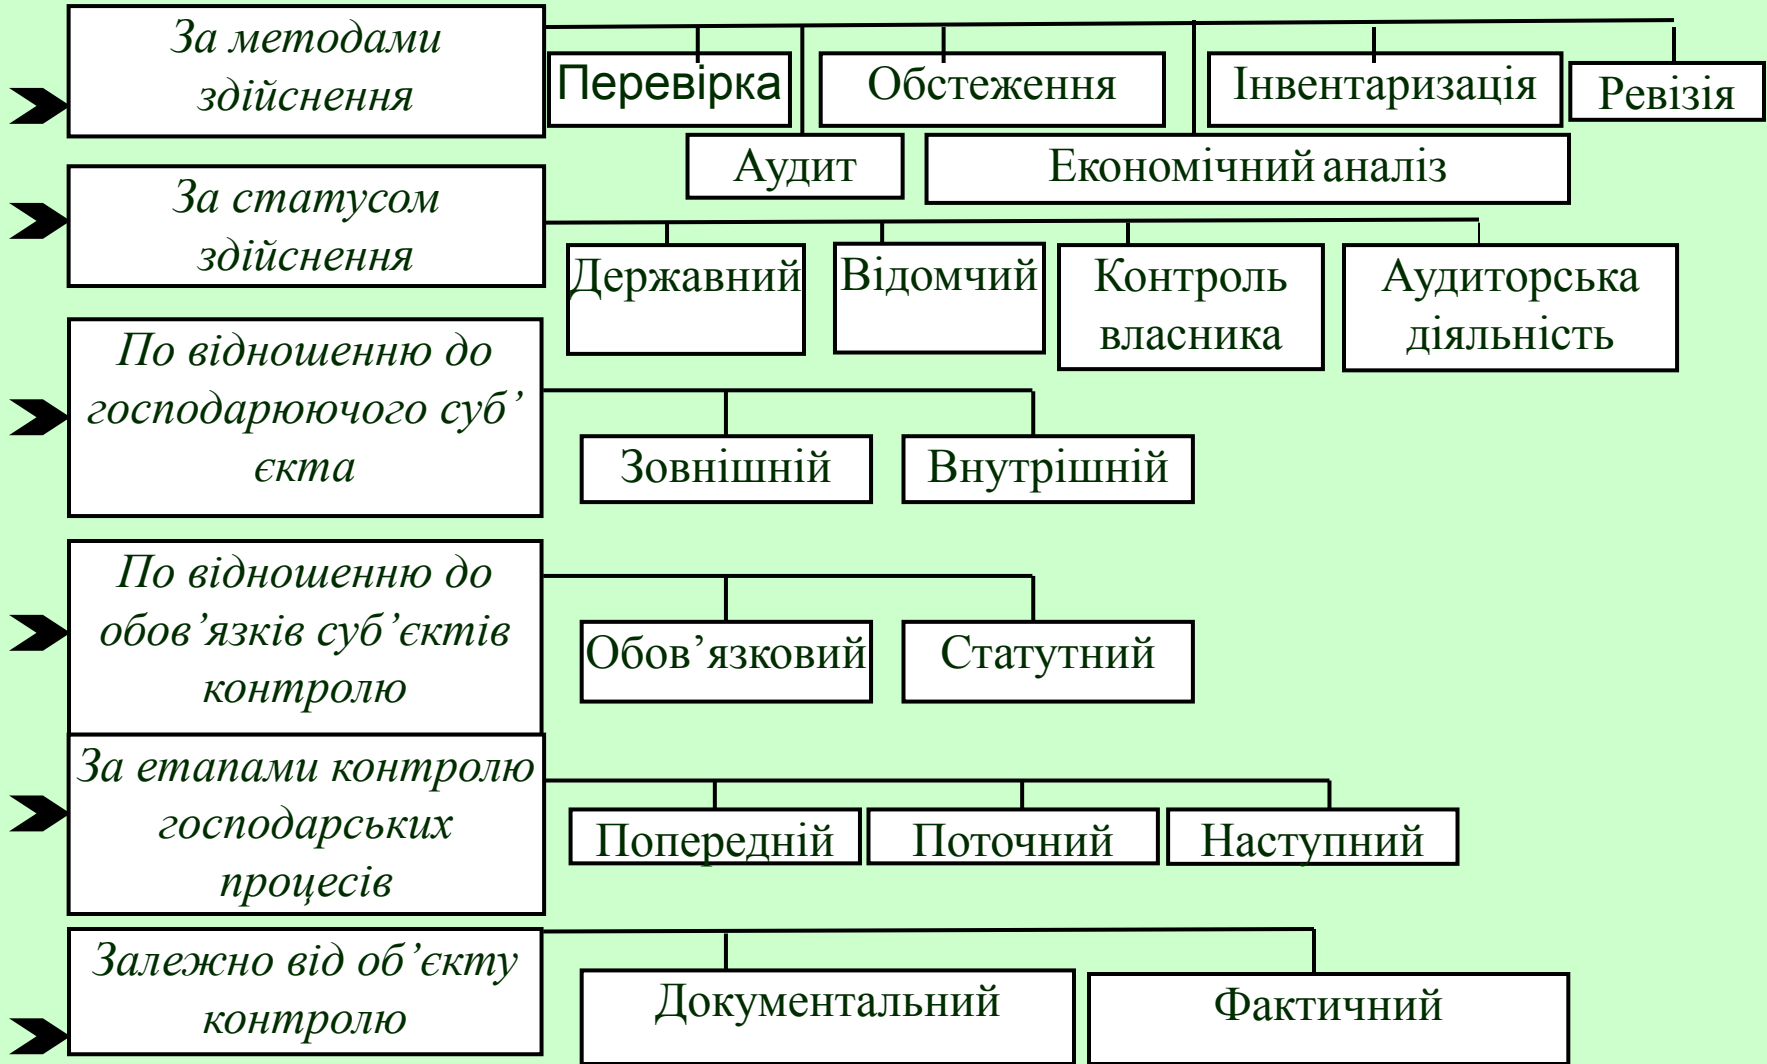 За методами
здійснення
Перевірка
Обстеження
Інвентаризація
Ревізія
Аудит
Економічний аналіз
За статусом
здійснення
Державний
Відомчий
Контроль
власника
Аудиторська
діяльність
По відношенню до
господарюючого суб’
єкта
Зовнішній
Внутрішній
По відношенню до
обов’язків суб’єктів
контролю
Обов’язковий
Статутний
За етапами контролю
господарських
процесів
Попередній
Поточний
Наступний
Залежно від об’єкту
контролю
Документальний
Фактичний